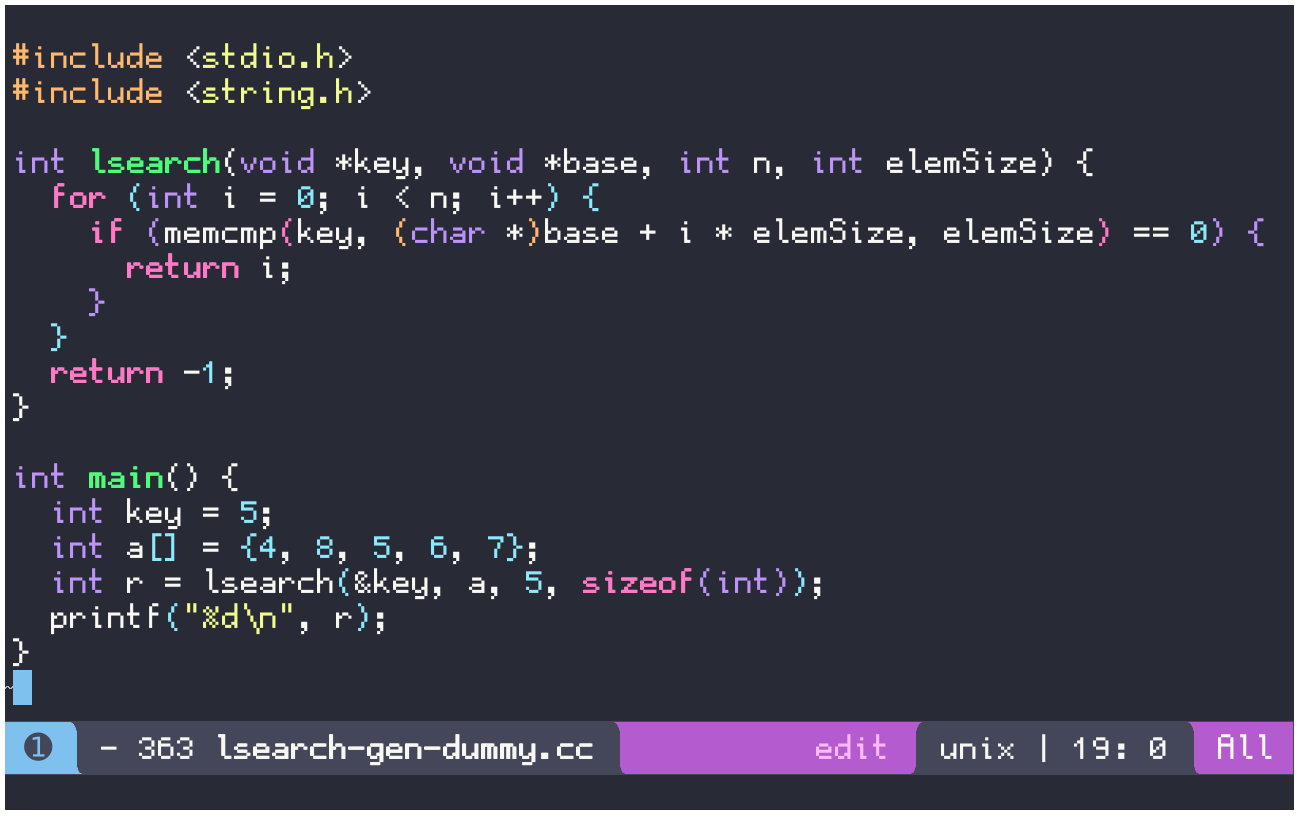 #include <stdio.h>
#include <string.h>
int lsearch(void *key, void *base, int n, int elemSize) {
for (int i = 0; i < n; i++) {
if (memcmp(key, (char *)base + i * elemSize, elemSize) == 0) {
return i;
}
}
return -1;
}
int main() {
int key = 5;
int a[] = {4, 8, 5, 6, 7};
int r = lsearch(&key, a, 5, sizeof(int));
printf("%d\n", r);
}
~
❶ - 363 lsearch-gen-dummy.cc edit unix | 19: 0 All